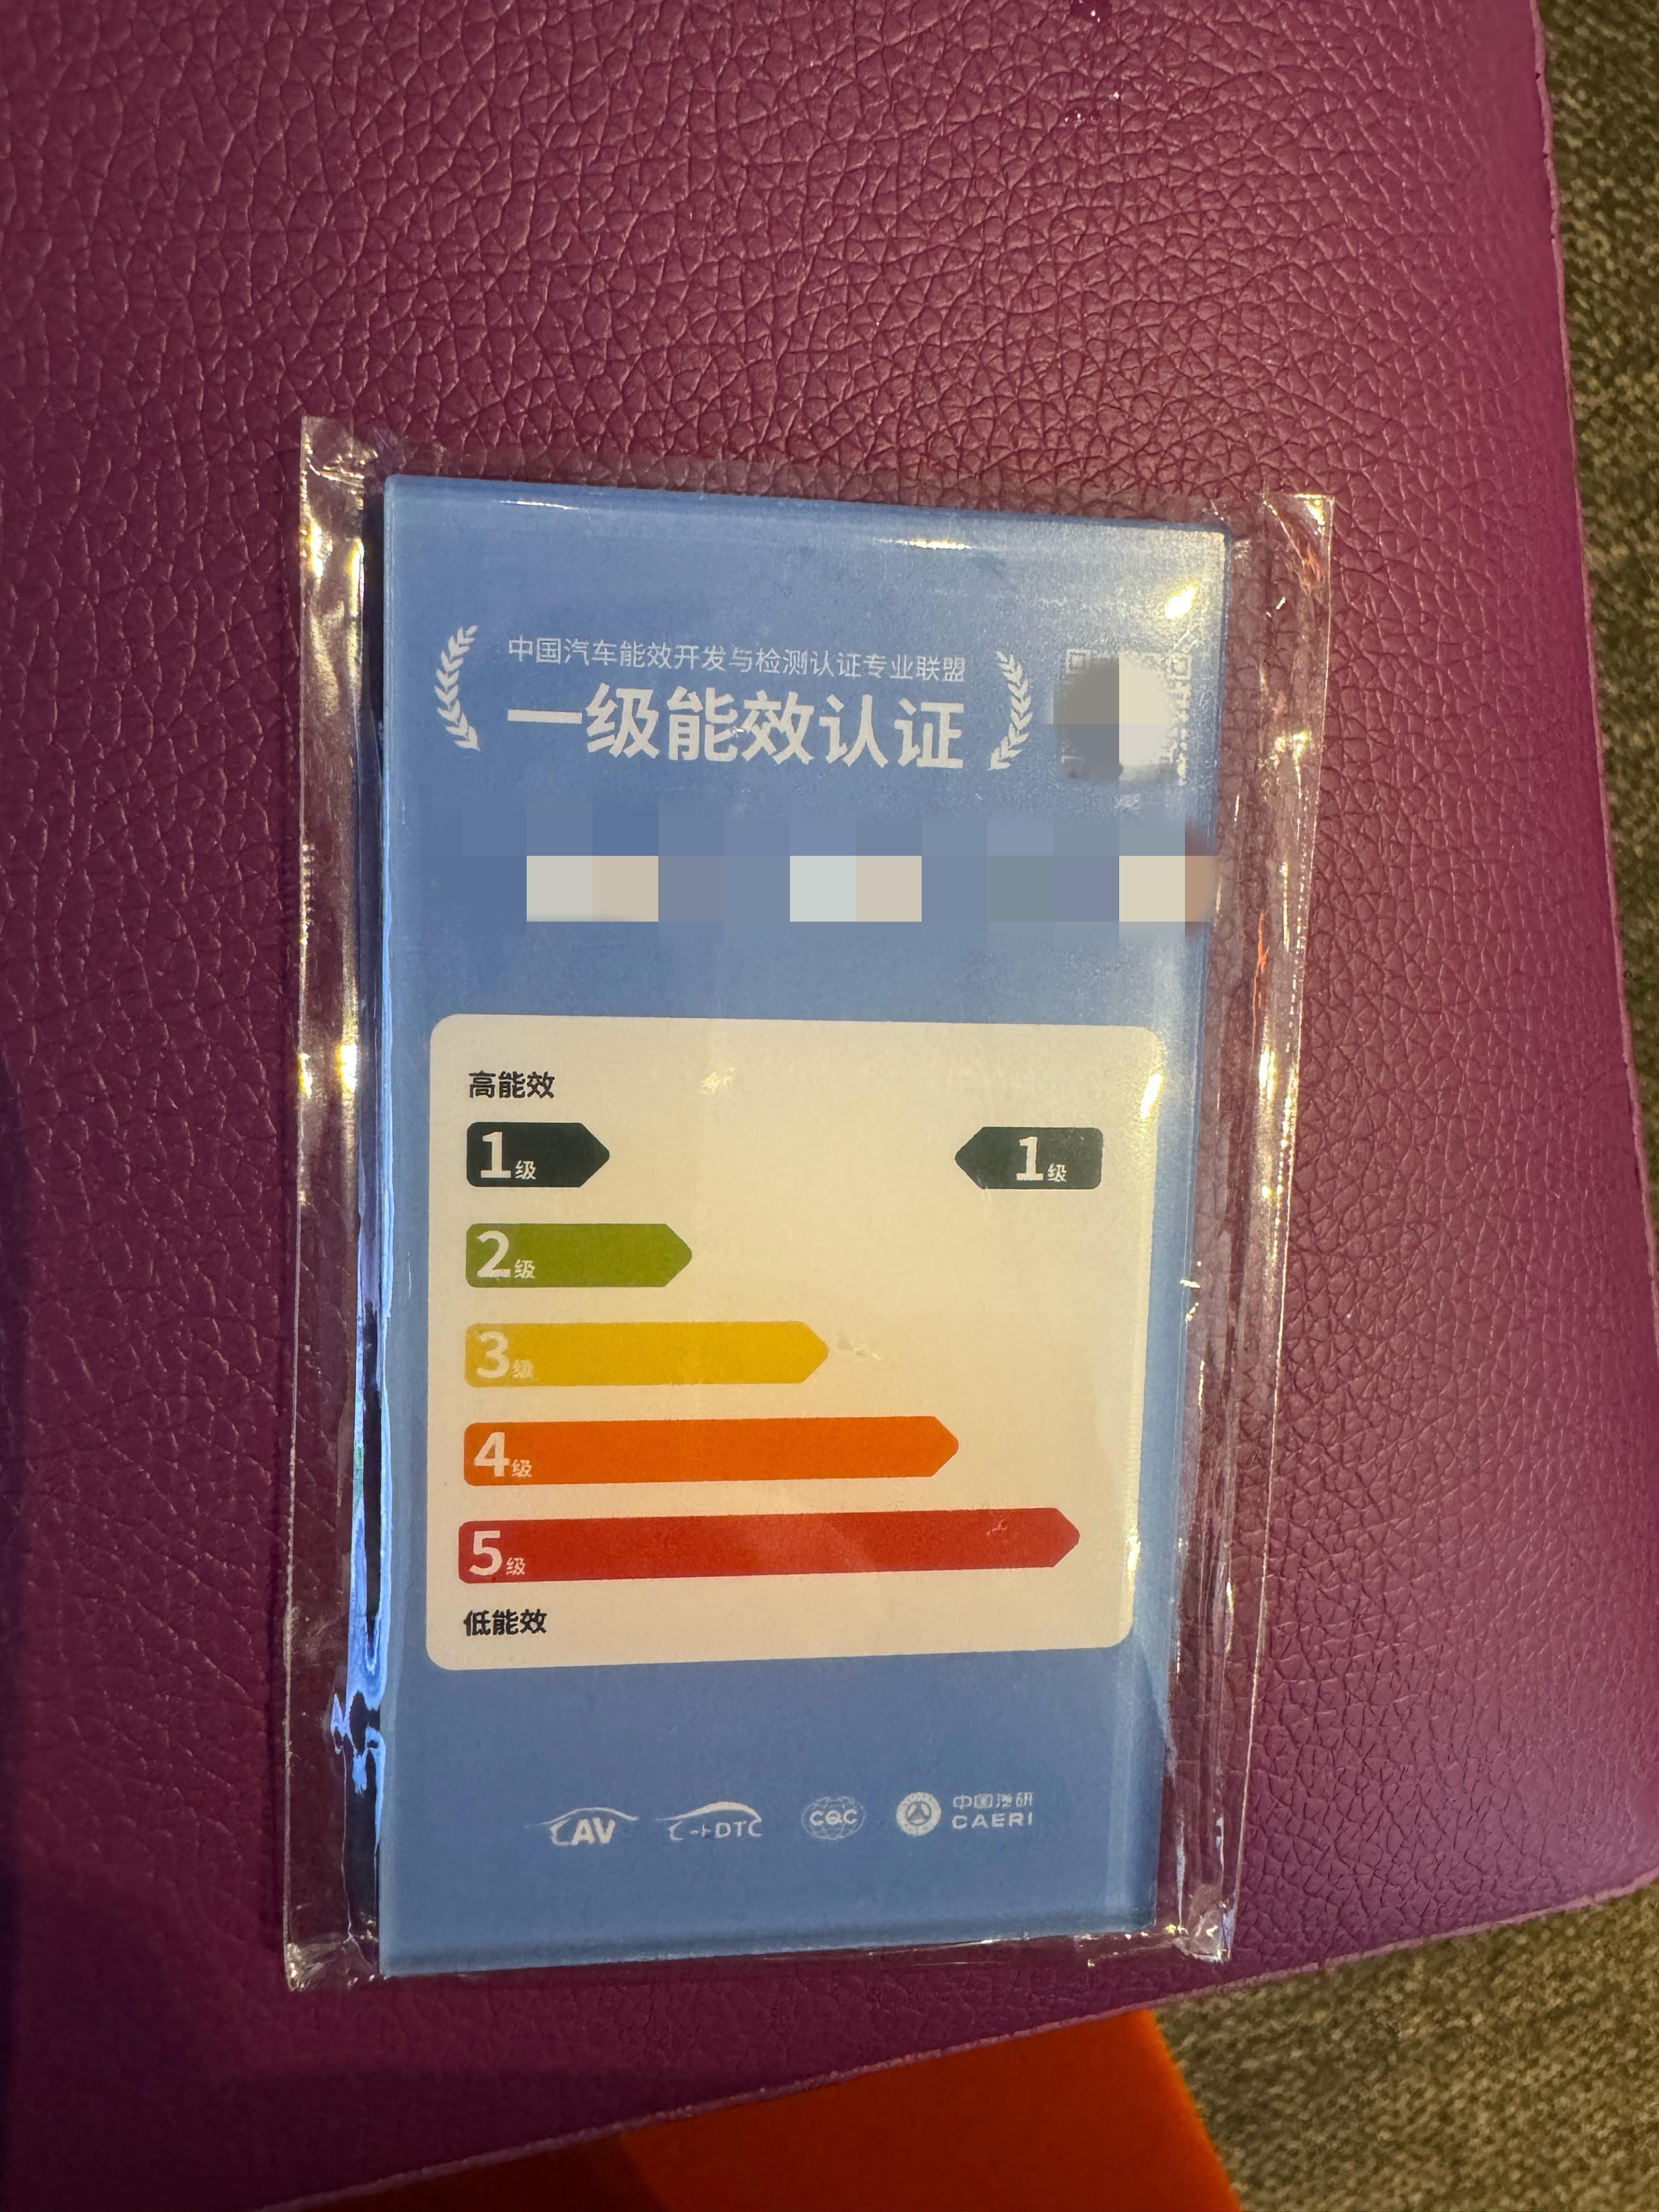 中国汽车能效开发与检测认证专业联盟
一级能效认证
高能效
1级
1级
2级
3级
4级
5级
低能效
CAV
DTC
CQC
中国汽研
CAERI